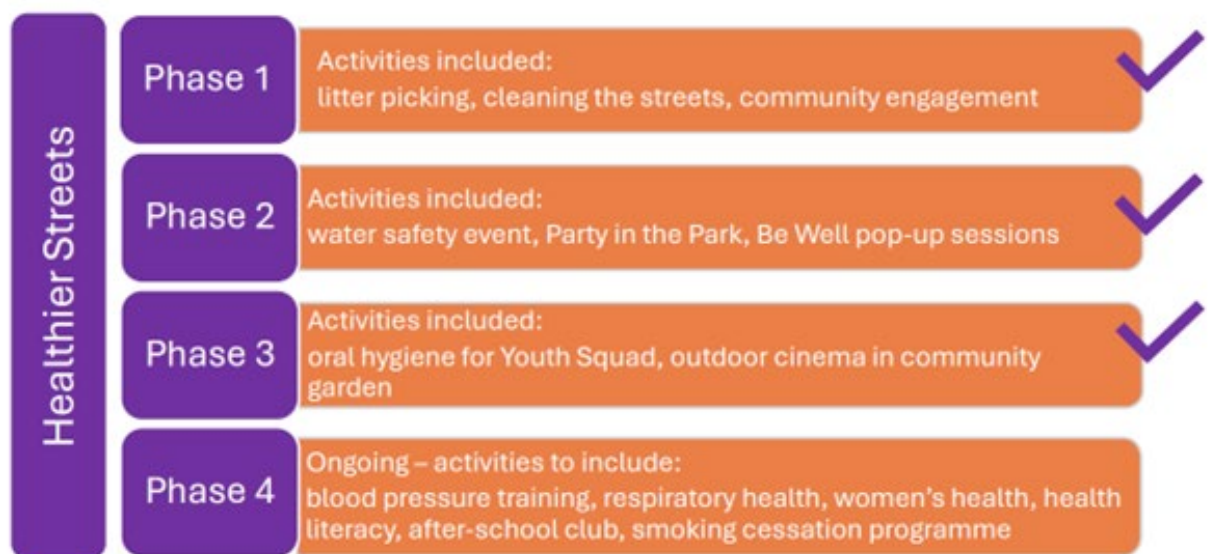 Healthier Streets
Phase 1
Activities included:
litter picking, cleaning the streets, community engagement
Phase 2
Activities included:
water safety event, Party in the Park, Be Well pop-up sessions
Phase 3
Activities included:
oral hygiene for Youth Squad, outdoor cinema in community
garden
Phase 4
Ongoing – activities to include:
blood pressure training, respiratory health, women’s health, health
literacy, after-school club, smoking cessation programme